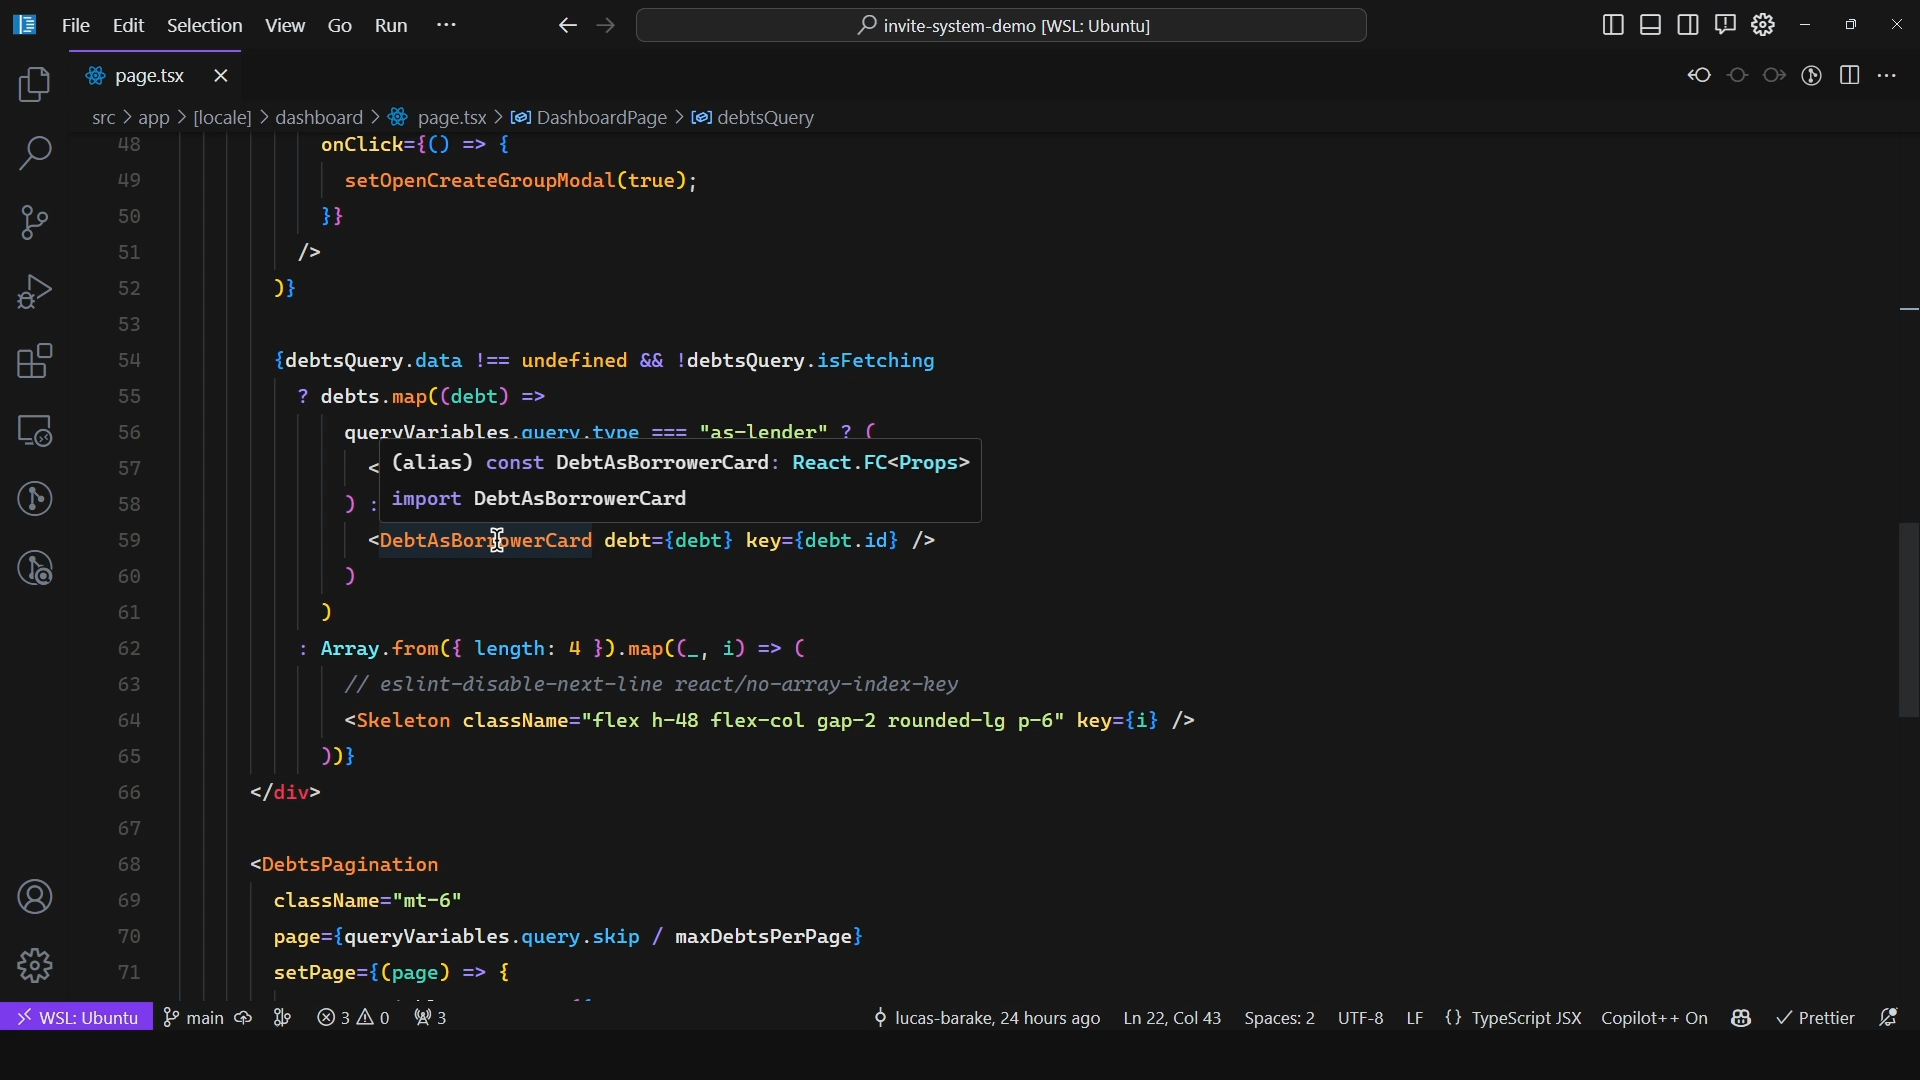 File Edit Selection View Go Run ···
invite-system-demo [WSL: Ubuntu]
page.tsx
src > app > [locale] > dashboard > page.tsx > DashboardPage > debtsQuery
48 onClick={() => {
49 setOpenCreateGroupModal(true);
50 }}
51 />
52 )}
53
54 {debtsQuery.data !== undefined && !debtsQuery.isFetching
55 ? debts.map((debt) =>
56 queryVariables.query.type === "as-lender" ? (
57 <
(alias) const DebtAsBorrowerCard: React.FC<Props>
import DebtAsBorrowerCard
58 ) :
59 <DebtAsBorrowerCard debt={debt} key={debt.id} />
60 )
61 )
62 : Array.from({ length: 4 }).map((_, i) => (
63 // eslint-disable-next-line react/no-array-index-key
64 <Skeleton className="flex h-48 flex-col gap-2 rounded-lg p-6" key={i} />
65 ))}
66 </div>
67
68 <DebtsPagination
69 className="mt-6"
70 page={queryVariables.query.skip / maxDebtsPerPage}
71 setPage={(page) => {
WSL: Ubuntu main 3 0 3 lucas-barake, 24 hours ago Ln 22, Col 43 Spaces: 2 UTF-8 LF {} TypeScript JSX Copilot++ On Prettier